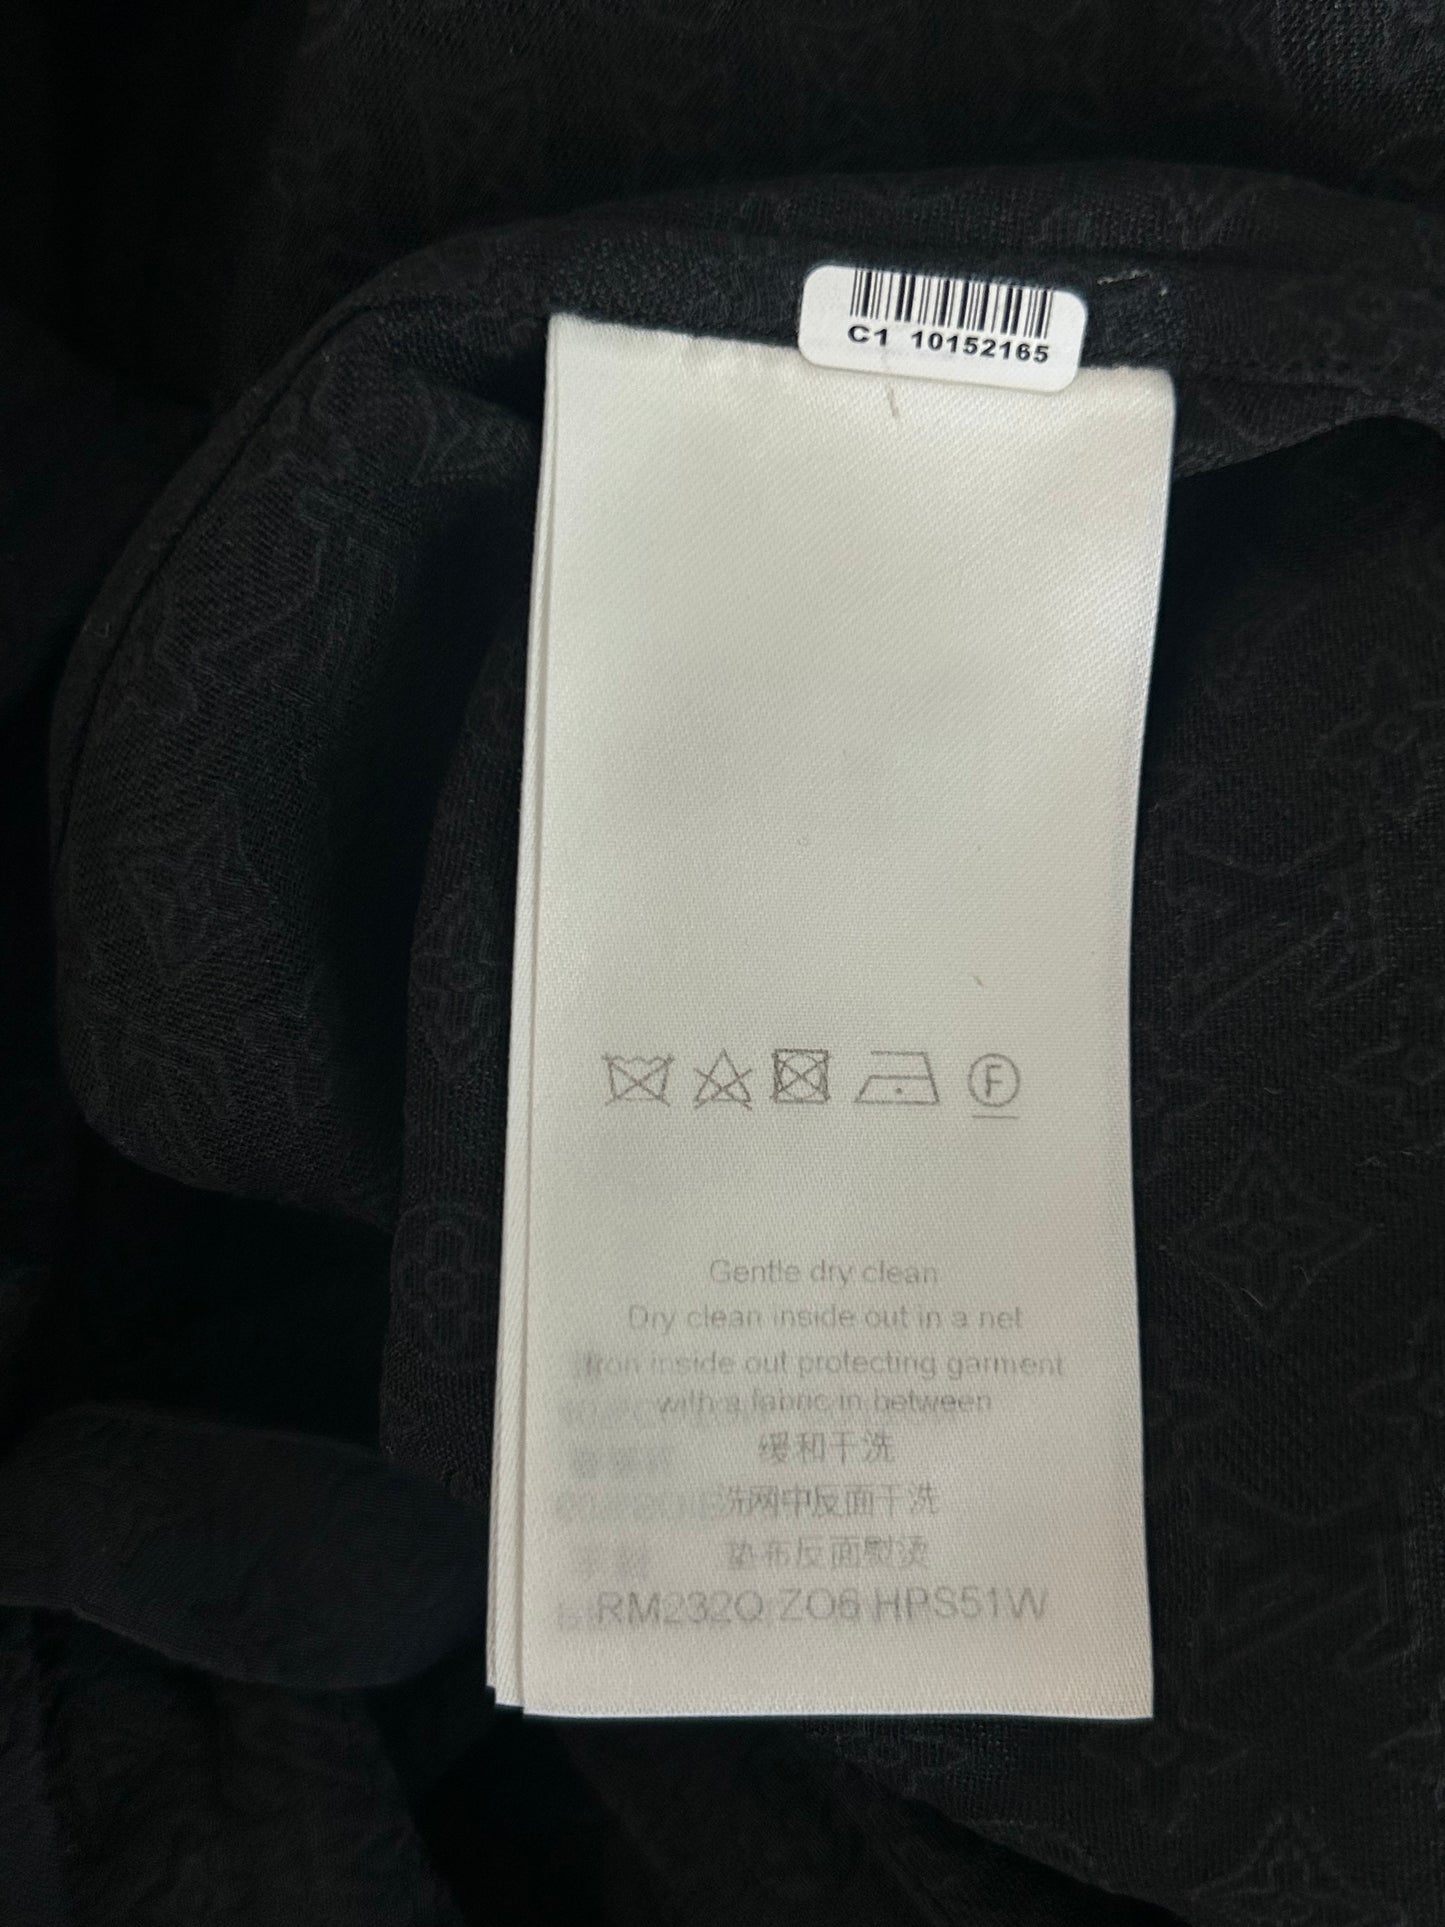 C1 10152165
F
Gentle dry clean
Dry clean inside out in a net
Iron inside out protecting garment
with a fabric in between
缓和干洗
洗网中反面干洗
垫布反面熨烫
RM232Q ZO6 HPS51W